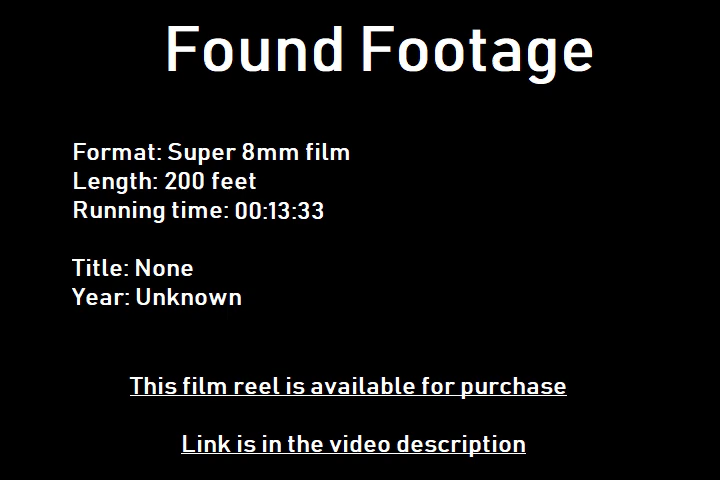 Found Footage
Format: Super 8mm film
Length: 200 feet
Running time: 00:13:33
Title: None
Year: Unknown
This film reel is available for purchase
Link is in the video description